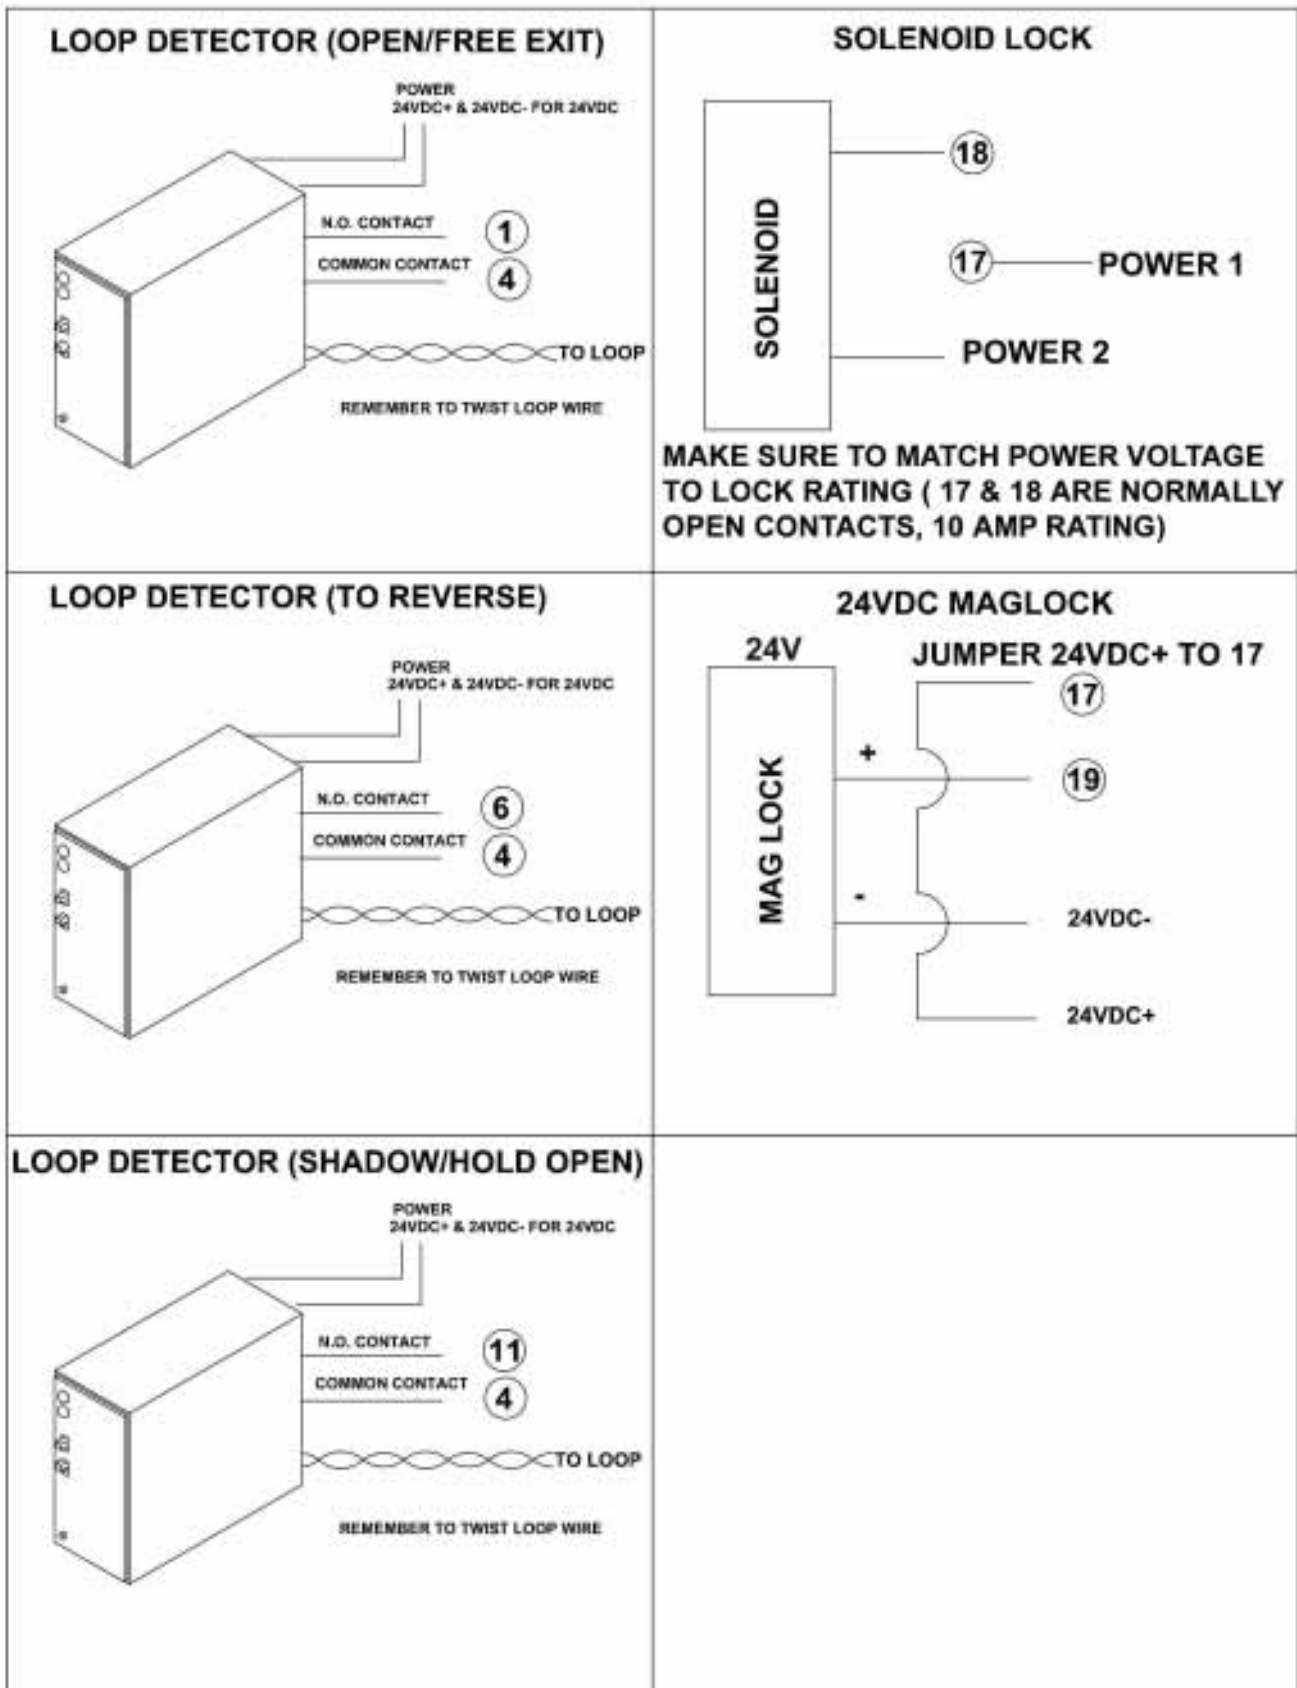 LOOP DETECTOR (OPEN/FREE EXIT)
POWER
24VDC+ & 24VDC- FOR 24VDC
N.O. CONTACT
1
COMMON CONTACT
4
TO LOOP
REMEMBER TO TWIST LOOP WIRE
SOLENOID LOCK
SOLENOID
18
17
POWER 1
POWER 2
MAKE SURE TO MATCH POWER VOLTAGE
TO LOCK RATING ( 17 & 18 ARE NORMALLY
OPEN CONTACTS, 10 AMP RATING)
LOOP DETECTOR (TO REVERSE)
POWER
24VDC+ & 24VDC- FOR 24VDC
N.O. CONTACT
6
COMMON CONTACT
4
TO LOOP
REMEMBER TO TWIST LOOP WIRE
24VDC MAGLOCK
24V
JUMPER 24VDC+ TO 17
MAG LOCK
17
+
19
-
24VDC-
24VDC+
LOOP DETECTOR (SHADOW/HOLD OPEN)
POWER
24VDC+ & 24VDC- FOR 24VDC
N.O. CONTACT
11
COMMON CONTACT
4
TO LOOP
REMEMBER TO TWIST LOOP WIRE